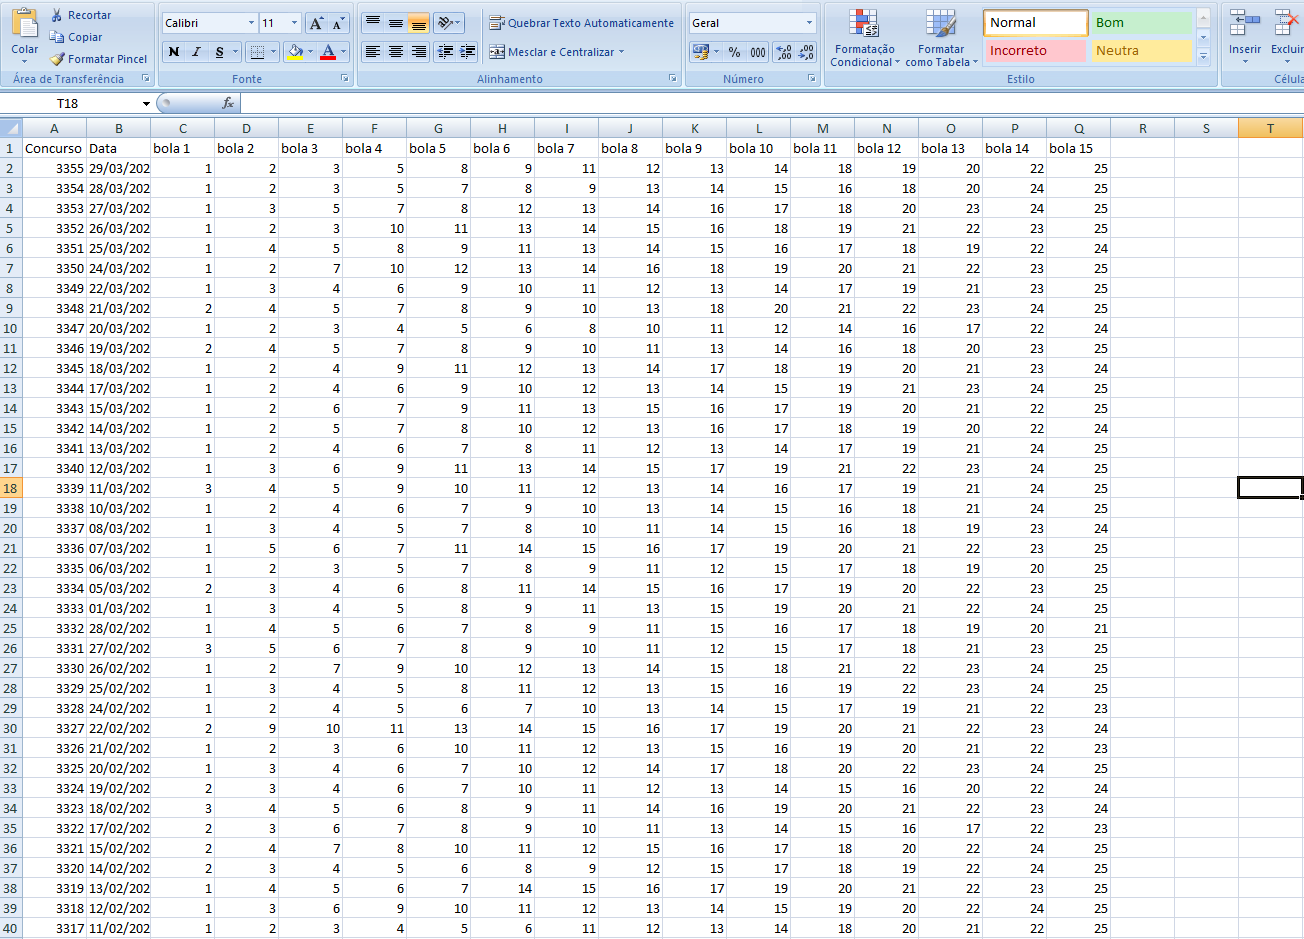 Colar
Recortar
Copiar
Formatar Pincel
Área de Transferência
Calibri 11 A A
N I S A
Fonte
Quebrar Texto Automaticamente
Mesclar e Centralizar
Alinhamento
Geral
% 000 ,00 ,00
Número
Formatação Condicional
Formatar como Tabela
Normal Bom
Incorreto Neutra
Estilo
Inserir Excluir
Célula
T18 fx
A B C D E F G H I J K L M N O P Q R S T
1 Concurso Data bola 1 bola 2 bola 3 bola 4 bola 5 bola 6 bola 7 bola 8 bola 9 bola 10 bola 11 bola 12 bola 13 bola 14 bola 15
2 3355 29/03/202 1 2 3 5 8 9 11 12 13 14 18 19 20 22 25
3 3354 28/03/202 1 2 3 5 7 8 9 13 14 15 16 18 20 24 25
4 3353 27/03/202 1 3 5 7 8 12 13 14 16 17 18 20 23 24 25
5 3352 26/03/202 1 2 3 10 11 13 14 15 16 18 19 21 22 23 25
6 3351 25/03/202 1 4 5 8 9 11 13 14 15 16 17 18 19 22 24
7 3350 24/03/202 1 2 7 10 12 13 14 16 18 19 20 21 22 23 25
8 3349 22/03/202 1 3 4 6 9 10 11 12 13 14 17 19 21 23 25
9 3348 21/03/202 2 4 5 7 8 9 10 13 18 20 21 22 23 24 25
10 3347 20/03/202 1 2 3 4 5 6 8 10 11 12 14 16 17 22 24
11 3346 19/03/202 2 4 5 7 8 9 10 11 13 14 16 18 20 23 25
12 3345 18/03/202 1 2 4 9 11 12 13 14 17 18 19 20 21 23 24
13 3344 17/03/202 1 2 4 6 9 10 12 13 14 15 19 21 23 24 25
14 3343 15/03/202 1 2 6 7 9 11 13 15 16 17 19 20 21 22 25
15 3342 14/03/202 1 2 5 7 8 10 12 13 16 17 18 19 20 22 24
16 3341 13/03/202 1 2 4 6 7 8 11 12 13 14 17 19 21 24 25
17 3340 12/03/202 1 3 6 9 11 13 14 15 17 19 21 22 23 24 25
18 3339 11/03/202 3 4 5 9 10 11 12 13 14 16 17 19 21 24 25
19 3338 10/03/202 1 2 4 6 7 9 10 13 14 15 16 18 21 24 25
20 3337 08/03/202 1 3 4 5 7 8 10 11 14 15 16 18 19 23 24
21 3336 07/03/202 1 5 6 7 11 14 15 16 17 19 20 21 22 23 25
22 3335 06/03/202 1 2 3 5 7 8 9 11 12 15 17 18 19 20 25
23 3334 05/03/202 2 3 4 6 8 11 14 15 16 17 19 20 22 24 25
24 3333 01/03/202 1 3 4 5 8 9 11 13 15 19 20 21 22 24 25
25 3332 28/02/202 1 4 5 6 7 8 9 11 15 16 17 18 19 20 21
26 3331 27/02/202 3 5 6 7 8 9 10 11 12 15 17 18 21 23 25
27 3330 26/02/202 1 2 7 9 10 12 13 14 15 18 21 22 23 24 25
28 3329 25/02/202 1 3 4 5 8 11 12 13 15 16 19 22 23 24 25
29 3328 24/02/202 1 2 4 5 6 7 10 13 14 15 17 19 21 22 23
30 3327 22/02/202 2 9 10 11 13 14 15 16 17 19 20 21 22 23 24
31 3326 21/02/202 1 2 3 6 10 11 12 13 15 16 19 20 21 22 23
32 3325 20/02/202 1 3 4 6 7 10 12 14 17 18 20 22 23 24 25
33 3324 19/02/202 2 3 4 6 7 10 11 12 13 14 15 16 20 22 24
34 3323 18/02/202 3 4 5 6 8 9 11 14 16 19 20 21 22 23 24
35 3322 17/02/202 2 3 6 7 8 9 10 11 13 14 15 16 17 22 23
36 3321 15/02/202 2 4 7 8 10 11 12 15 16 17 18 20 22 24 25
37 3320 14/02/202 2 3 4 5 6 8 9 12 15 17 18 19 22 24 25
38 3319 13/02/202 1 4 5 6 7 14 15 16 17 19 20 21 22 23 25
39 3318 12/02/202 1 3 6 9 10 11 12 13 14 15 19 20 22 24 25
40 3317 11/02/202 1 2 3 4 5 6 11 12 13 14 18 20 21 24 25